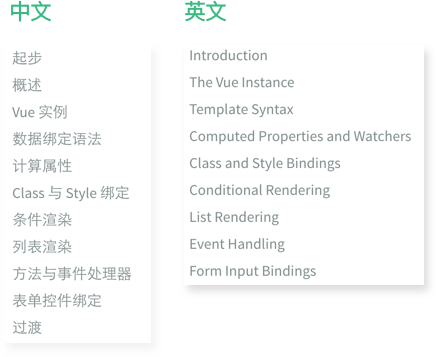 中文
起步
概述
Vue 实例
数据绑定语法
计算属性
Class 与 Style 绑定
条件渲染
列表渲染
方法与事件处理器
表单控件绑定
过渡
英文
Introduction
The Vue Instance
Template Syntax
Computed Properties and Watchers
Class and Style Bindings
Conditional Rendering
List Rendering
Event Handling
Form Input Bindings